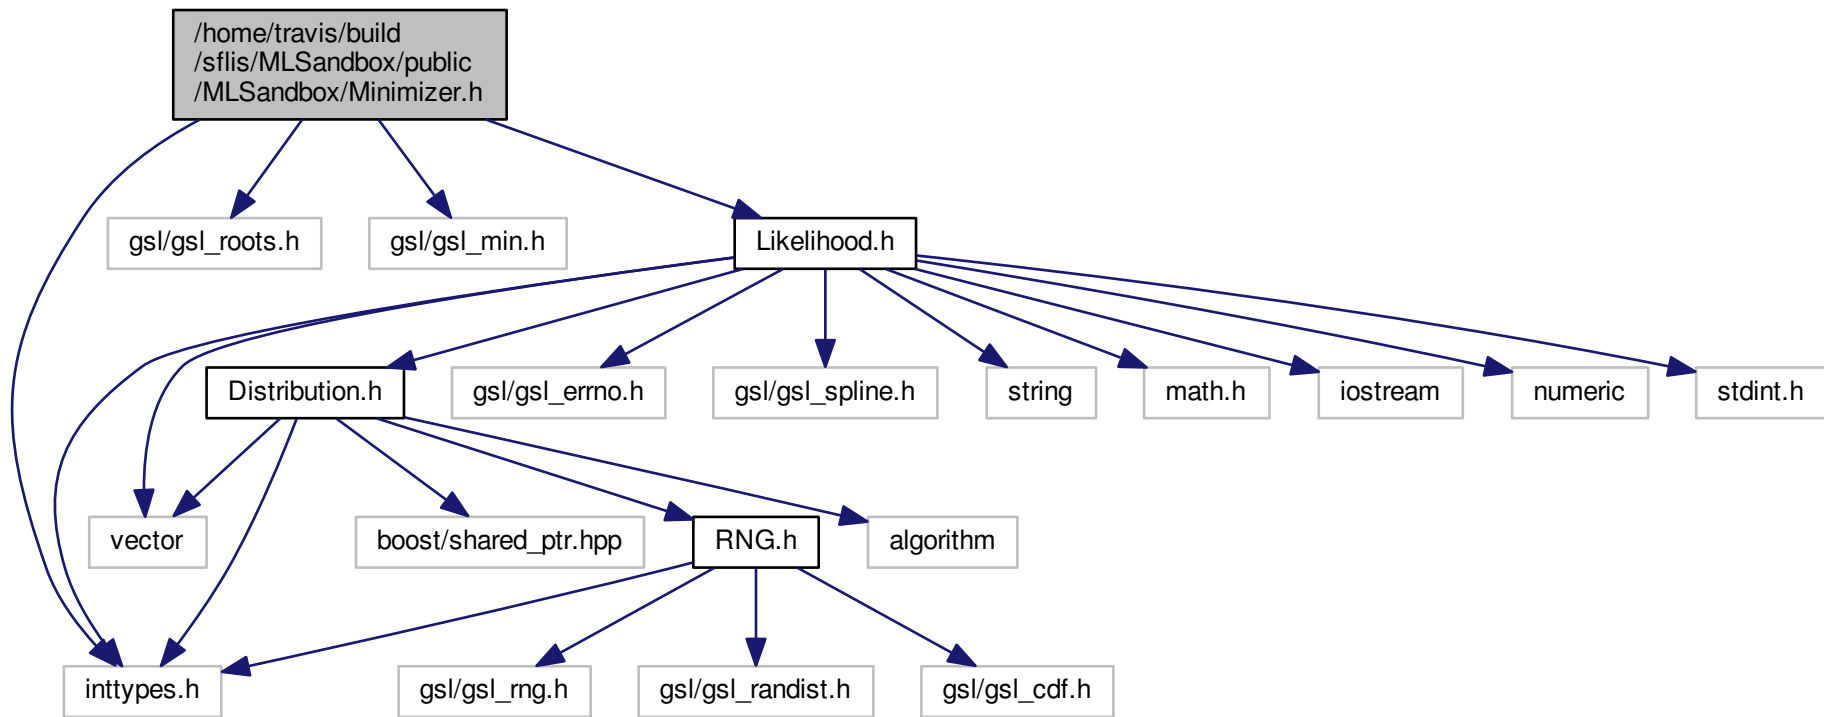 /home/travis/build
/sflis/MLSandbox/public
/MLSandbox/Minimizer.h
gsl/gsl_roots.h
gsl/gsl_min.h
Likelihood.h
Distribution.h
gsl/gsl_errno.h
gsl/gsl_spline.h
string
math.h
iostream
numeric
stdint.h
vector
boost/shared_ptr.hpp
RNG.h
algorithm
inttypes.h
gsl/gsl_rng.h
gsl/gsl_randist.h
gsl/gsl_cdf.h